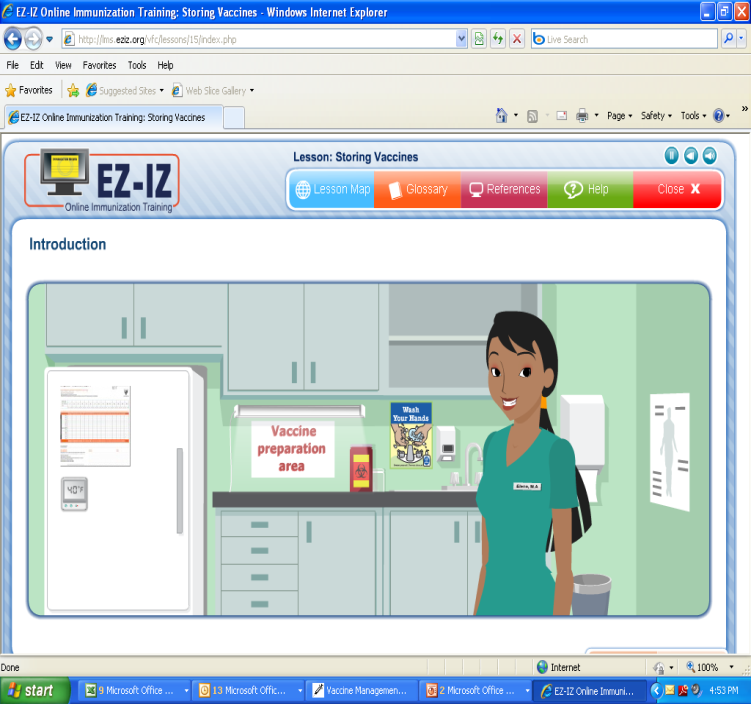 EZ-IZ Online Immunization Training: Storing Vaccines - Windows Internet Explorer
http://lms.eziz.org/vfc/lessons/15/index.php
Live Search
File Edit View Favorites Tools Help
Favorites Suggested Sites Web Slice Gallery
EZ-IZ Online Immunization Training: Storing Vaccines
Page Safety Tools
»
EZ-IZ
Online Immunization Training
Lesson: Storing Vaccines
Lesson Map Glossary References Help Close X
Introduction
40°F
Vaccine
preparation
area
Wash
Your Hands
Done Internet 100%
start 9 Microsoft Office ... 13 Microsoft Offic... Vaccine Managemen... 2 Microsoft Office ... EZ-IZ Online Immuni... 4:53 PM